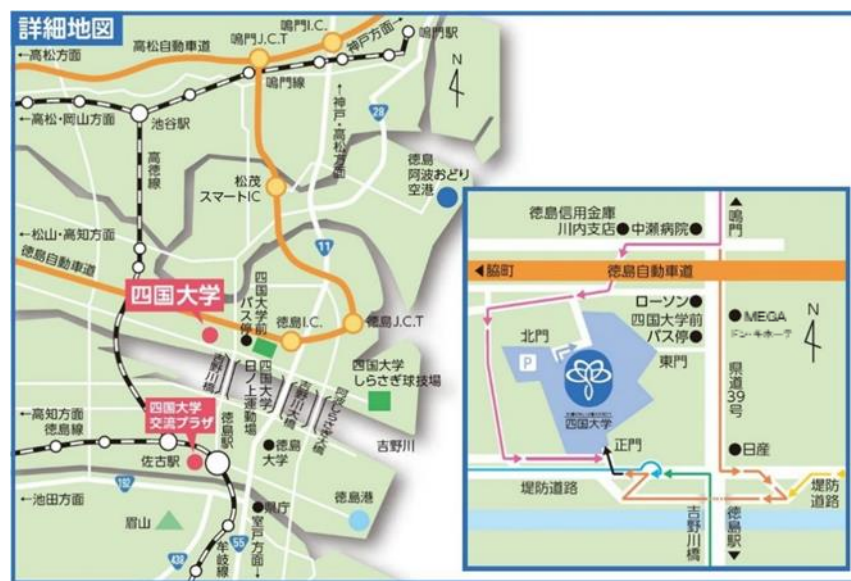 詳細地図
←高松方面
高松自動車道
鳴門J.C.T
鳴門I.C.
神戸方面→
鳴門駅
鳴門線
←高松・岡山方面
池谷駅
高徳線
←神戸・高松方面
28
徳島
阿波おどり
空港
松茂
スマートIC
←松山・高知方面
徳島自動車道
11
四国大学
四国大学前
バス停
徳島I.C.
徳島J.C.T
吉野川橋
四国大学
日ノ上運動場
吉野川大橋
阿波しらさぎ大橋
四国大学
しらさぎ球技場
吉野川
←高知方面
徳島線
四国大学
交流プラザ
徳島駅
佐古駅
徳島
大学
192
←池田方面
眉山
県庁
徳島港
438
牟岐線
55
室戸方面→
徳島信用金庫
川内支店
中瀬病院
▲鳴門
◀脇町
徳島自動車道
ローソン
四国大学前
バス停
MEGA
ドン・キホーテ
N
北門
P
東門
県道39号
四国大学
正門
日産
堤防道路
堤防
道路
吉野川橋
徳島駅▼
N